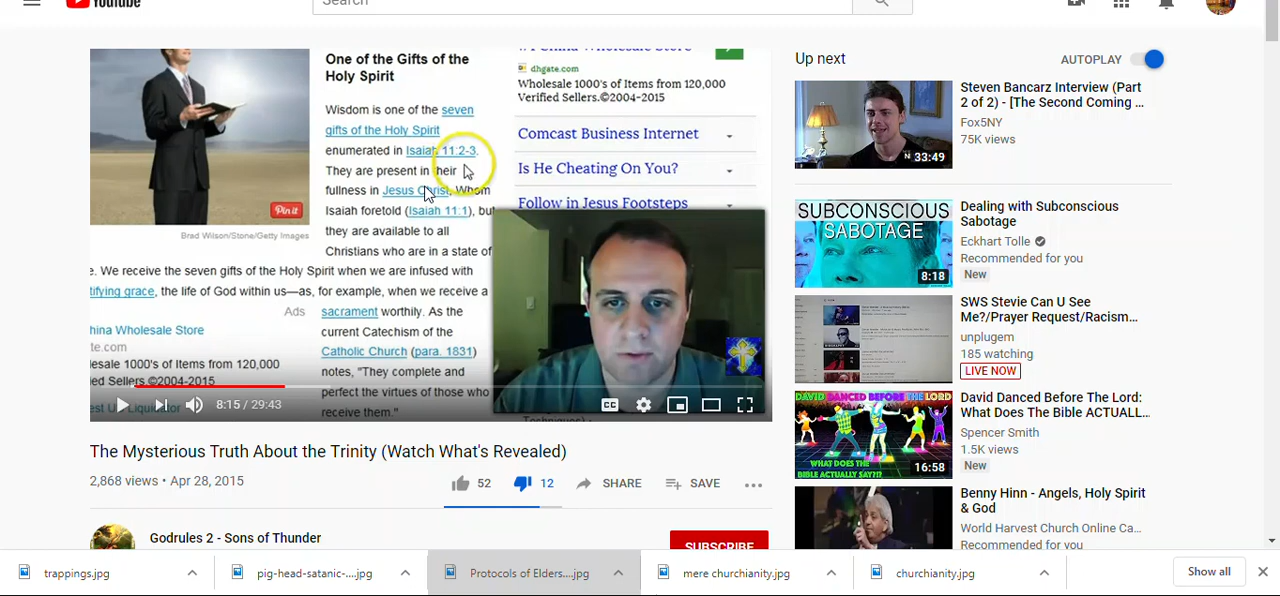 YouTube
Search
One of the Gifts of the
Holy Spirit
Wisdom is one of the seven
gifts of the Holy Spirit
enumerated in Isaiah 11:2-3.
They are present in their
fullness in Jesus Christ, Whom
Isaiah foretold (Isaiah 11:1), but
they are available to all
Christians who are in a state of
e. We receive the seven gifts of the Holy Spirit when we are infused with
tifying grace, the life of God within us—as, for example, when we receive a
sacrament worthily. As the
current Catechism of the
Catholic Church (para. 1831)
notes, "They complete and
perfect the virtues of those who
receive them."
Pin it
Brad Wilson/Stone/Getty Images
Ads
hina Wholesale Store
te.com
lesale 1000's of Items from 120,000
ed Sellers.©2004-2015
est UK Liquidator
#1 China Wholesale Store
dhgate.com
Wholesale 1000's of Items from 120,000
Verified Sellers.©2004-2015
Comcast Business Internet
Is He Cheating On You?
Follow in Jesus Footsteps
Techniques)
8:15 / 29:43
CC
The Mysterious Truth About the Trinity (Watch What's Revealed)
2,868 views • Apr 28, 2015
52
12
SHARE
SAVE
Godrules 2 - Sons of Thunder
SUBSCRIBE
Up next
AUTOPLAY
Steven Bancarz Interview (Part
2 of 2) - [The Second Coming ...
Fox5NY
75K views
N 33:49
SUBCONSCIOUS
SABOTAGE
8:18
Dealing with Subconscious
Sabotage
Eckhart Tolle
Recommended for you
New
SWS Stevie Can U See
Me?/Prayer Request/Racism...
unplugem
185 watching
LIVE NOW
DAVID DANCED BEFORE THE LORD
WHAT DOES THE
BIBLE ACTUALLY SAY?!?
16:58
David Danced Before The Lord:
What Does The Bible ACTUALL...
Spencer Smith
1.5K views
New
Benny Hinn - Angels, Holy Spirit
& God
World Harvest Church Online Ca...
Recommended for you
trappings.jpg
pig-head-satanic-....jpg
Protocols of Elders....jpg
mere churchianity.jpg
churchianity.jpg
Show all